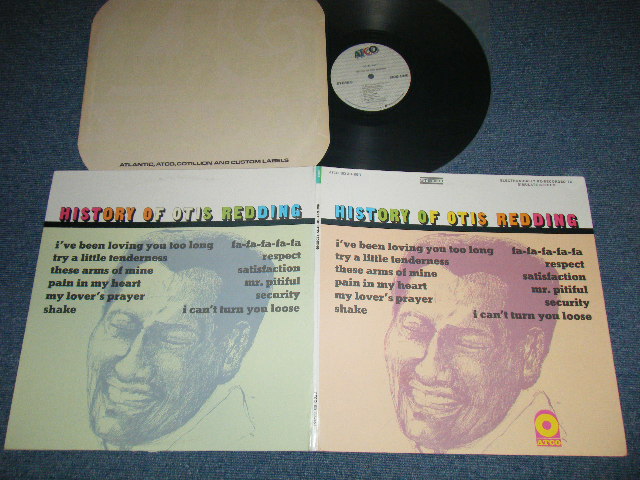 ATCO
STEREO
ATLANTIC, ATCO, COTILLION AND CUSTOM LABELS
HISTORY OF OTIS REDDING
i've been loving you too long fa-fa-fa-fa-fa
try a little tenderness respect
these arms of mine satisfaction
pain in my heart mr. pitiful
my lover's prayer security
shake i can't turn you loose
STEREO
HISTORY OF OTIS REDDING
i've been loving you too long fa-fa-fa-fa-fa
try a little tenderness respect
these arms of mine satisfaction
pain in my heart mr. pitiful
my lover's prayer security
shake i can't turn you loose
ATCO